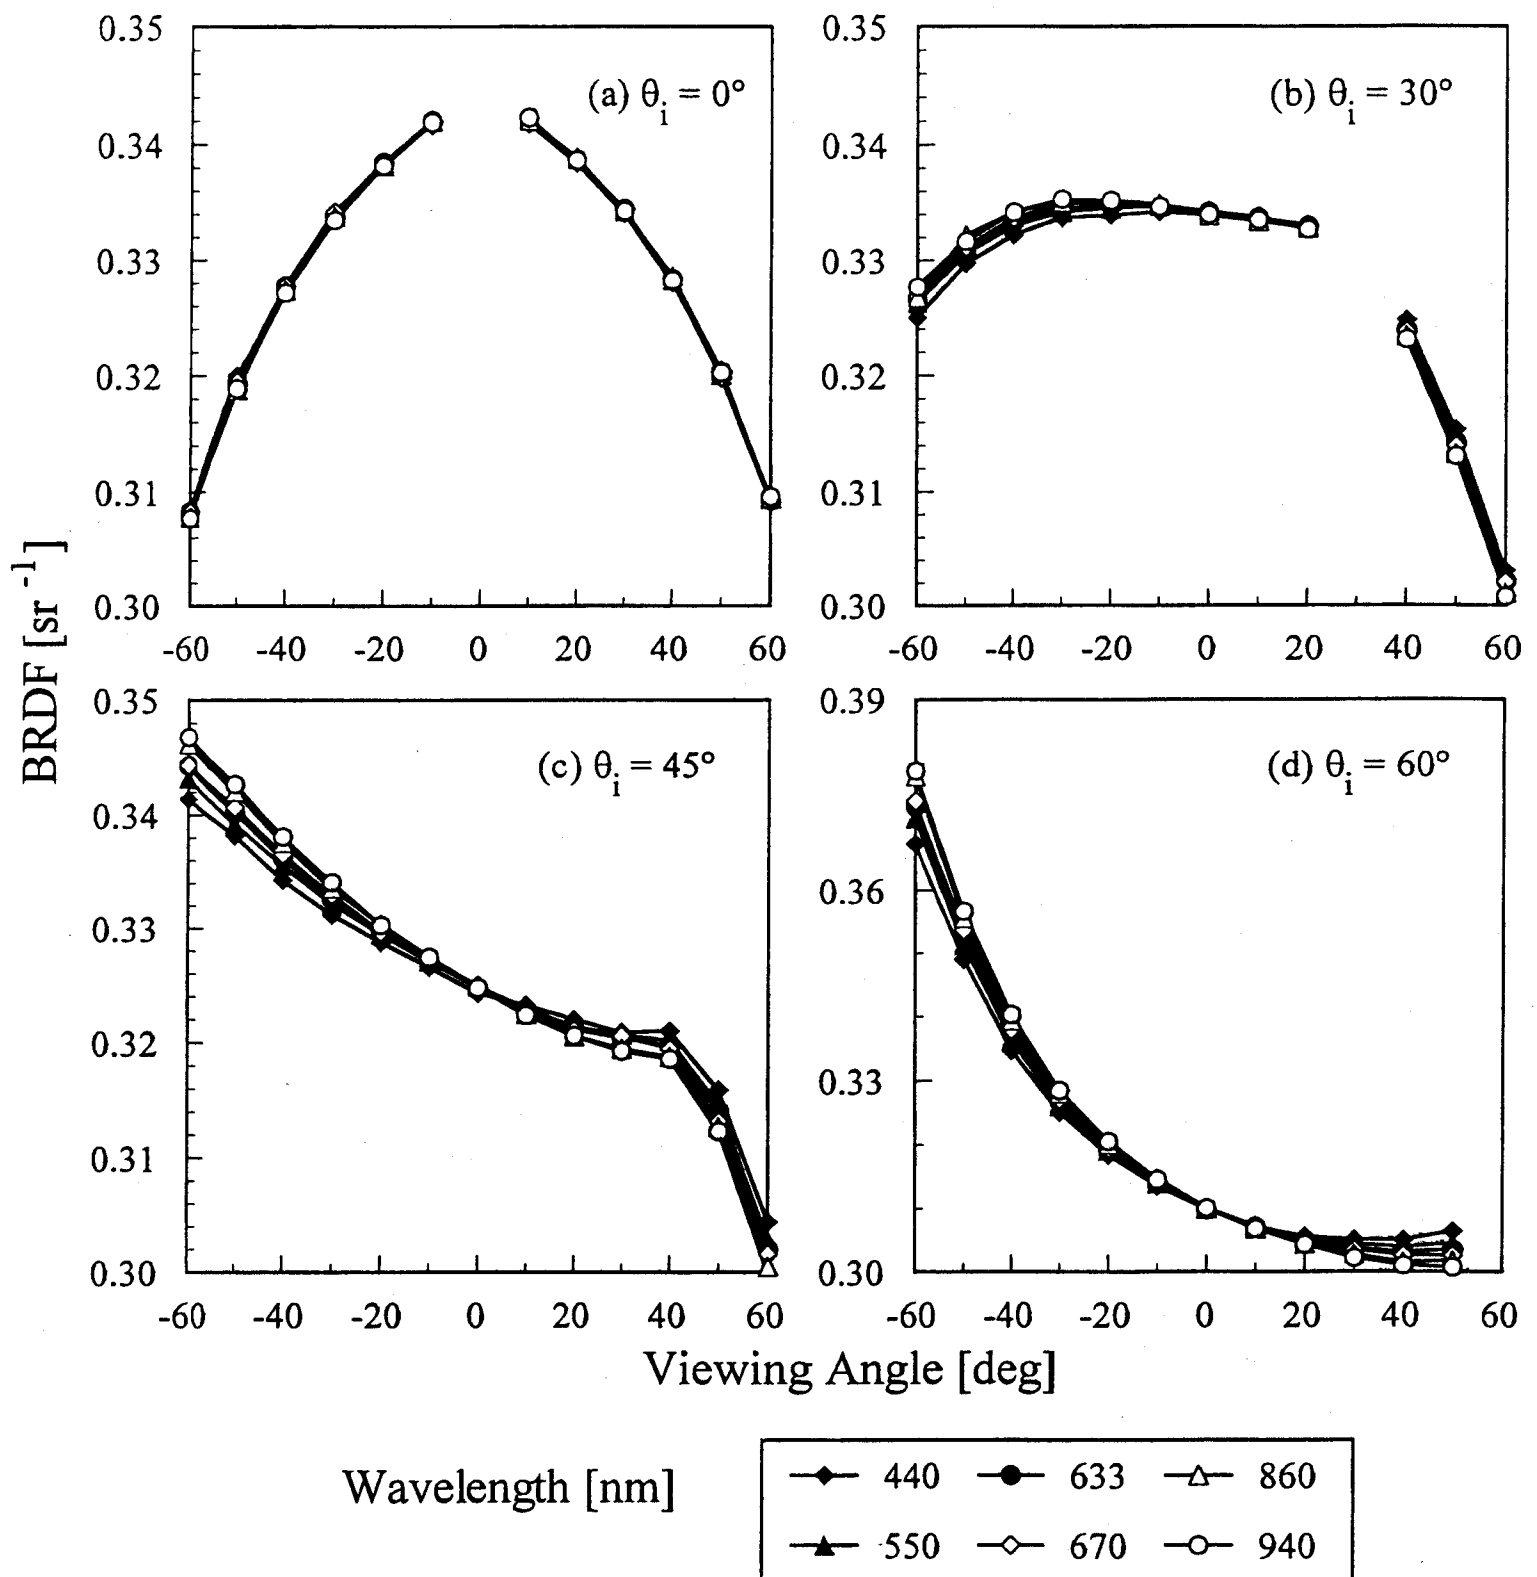 0.35
0.34
0.33
0.32
0.31
0.30
(a) θi = 0°
-60 -40 -20 0 20 40 60
0.35
0.34
0.33
0.32
0.31
0.30
(b) θi = 30°
-60 -40 -20 0 20 40 60
BRDF [sr -1 ]
0.35
0.34
0.33
0.32
0.31
0.30
(c) θi = 45°
-60 -40 -20 0 20 40 60
0.39
0.36
0.33
0.30
(d) θi = 60°
-60 -40 -20 0 20 40 60
Viewing Angle [deg]
Wavelength [nm]
440 633 860
550 670 940